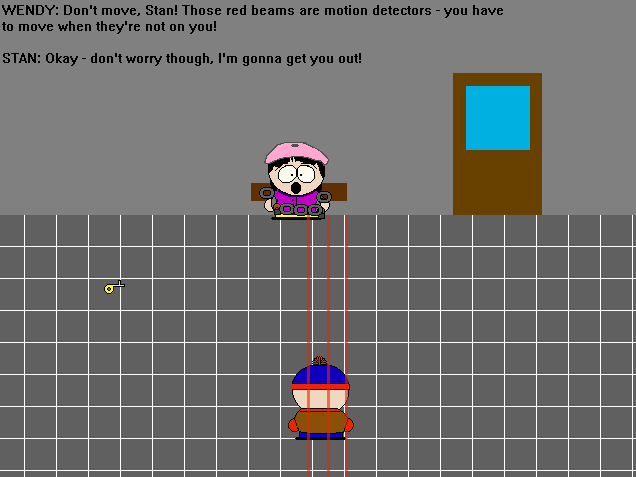 WENDY: Don't move, Stan! Those red beams are motion detectors - you have
to move when they're not on you!
STAN: Okay - don't worry though, I'm gonna get you out!